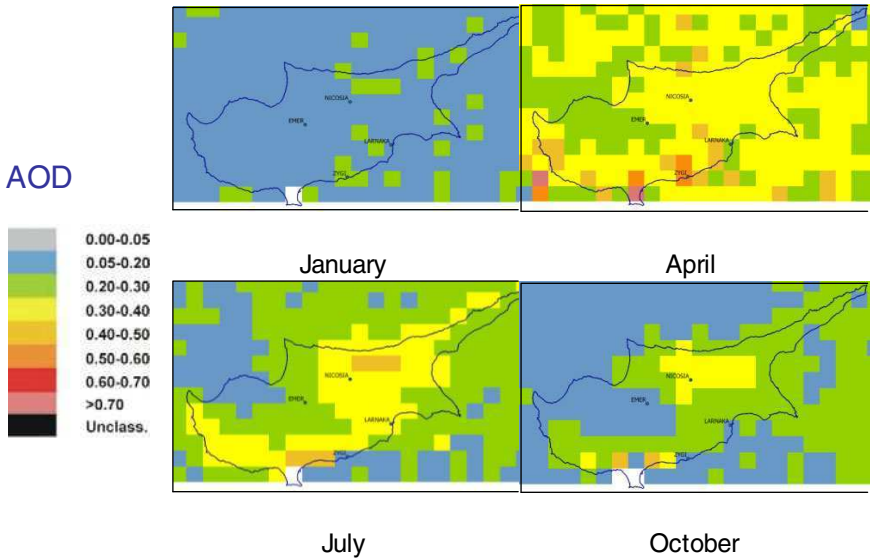 NICOSIA
EMER
LARNAKA
ZYGI
NICOSIA
EMER
LARNAKA
ZYGI
AOD
January
April
0.00-0.05
0.05-0.20
0.20-0.30
0.30-0.40
0.40-0.50
0.50-0.60
0.60-0.70
>0.70
Unclass.
NICOSIA
EMER
LARNAKA
ZYGI
NICOSIA
EMER
LARNAKA
ZYGI
July
October